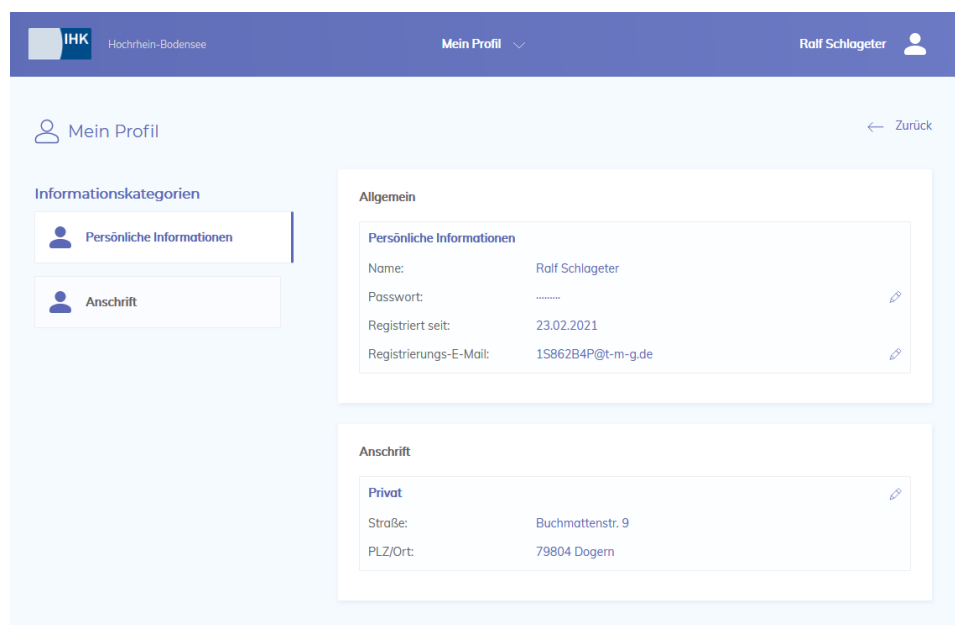 IHK Hochrhein-Bodensee Mein Profil Ralf Schlageter
Mein Profil
Zurück
Informationskategorien
Persönliche Informationen
Anschrift
Allgemein
Persönliche Informationen
Name: Ralf Schlageter
Passwort: ·········
Registriert seit: 23.02.2021
Registrierungs-E-Mail: 1S862B4P@t-m-g.de
Anschrift
Privat
Straße: Buchmattenstr. 9
PLZ/Ort: 79804 Dogern